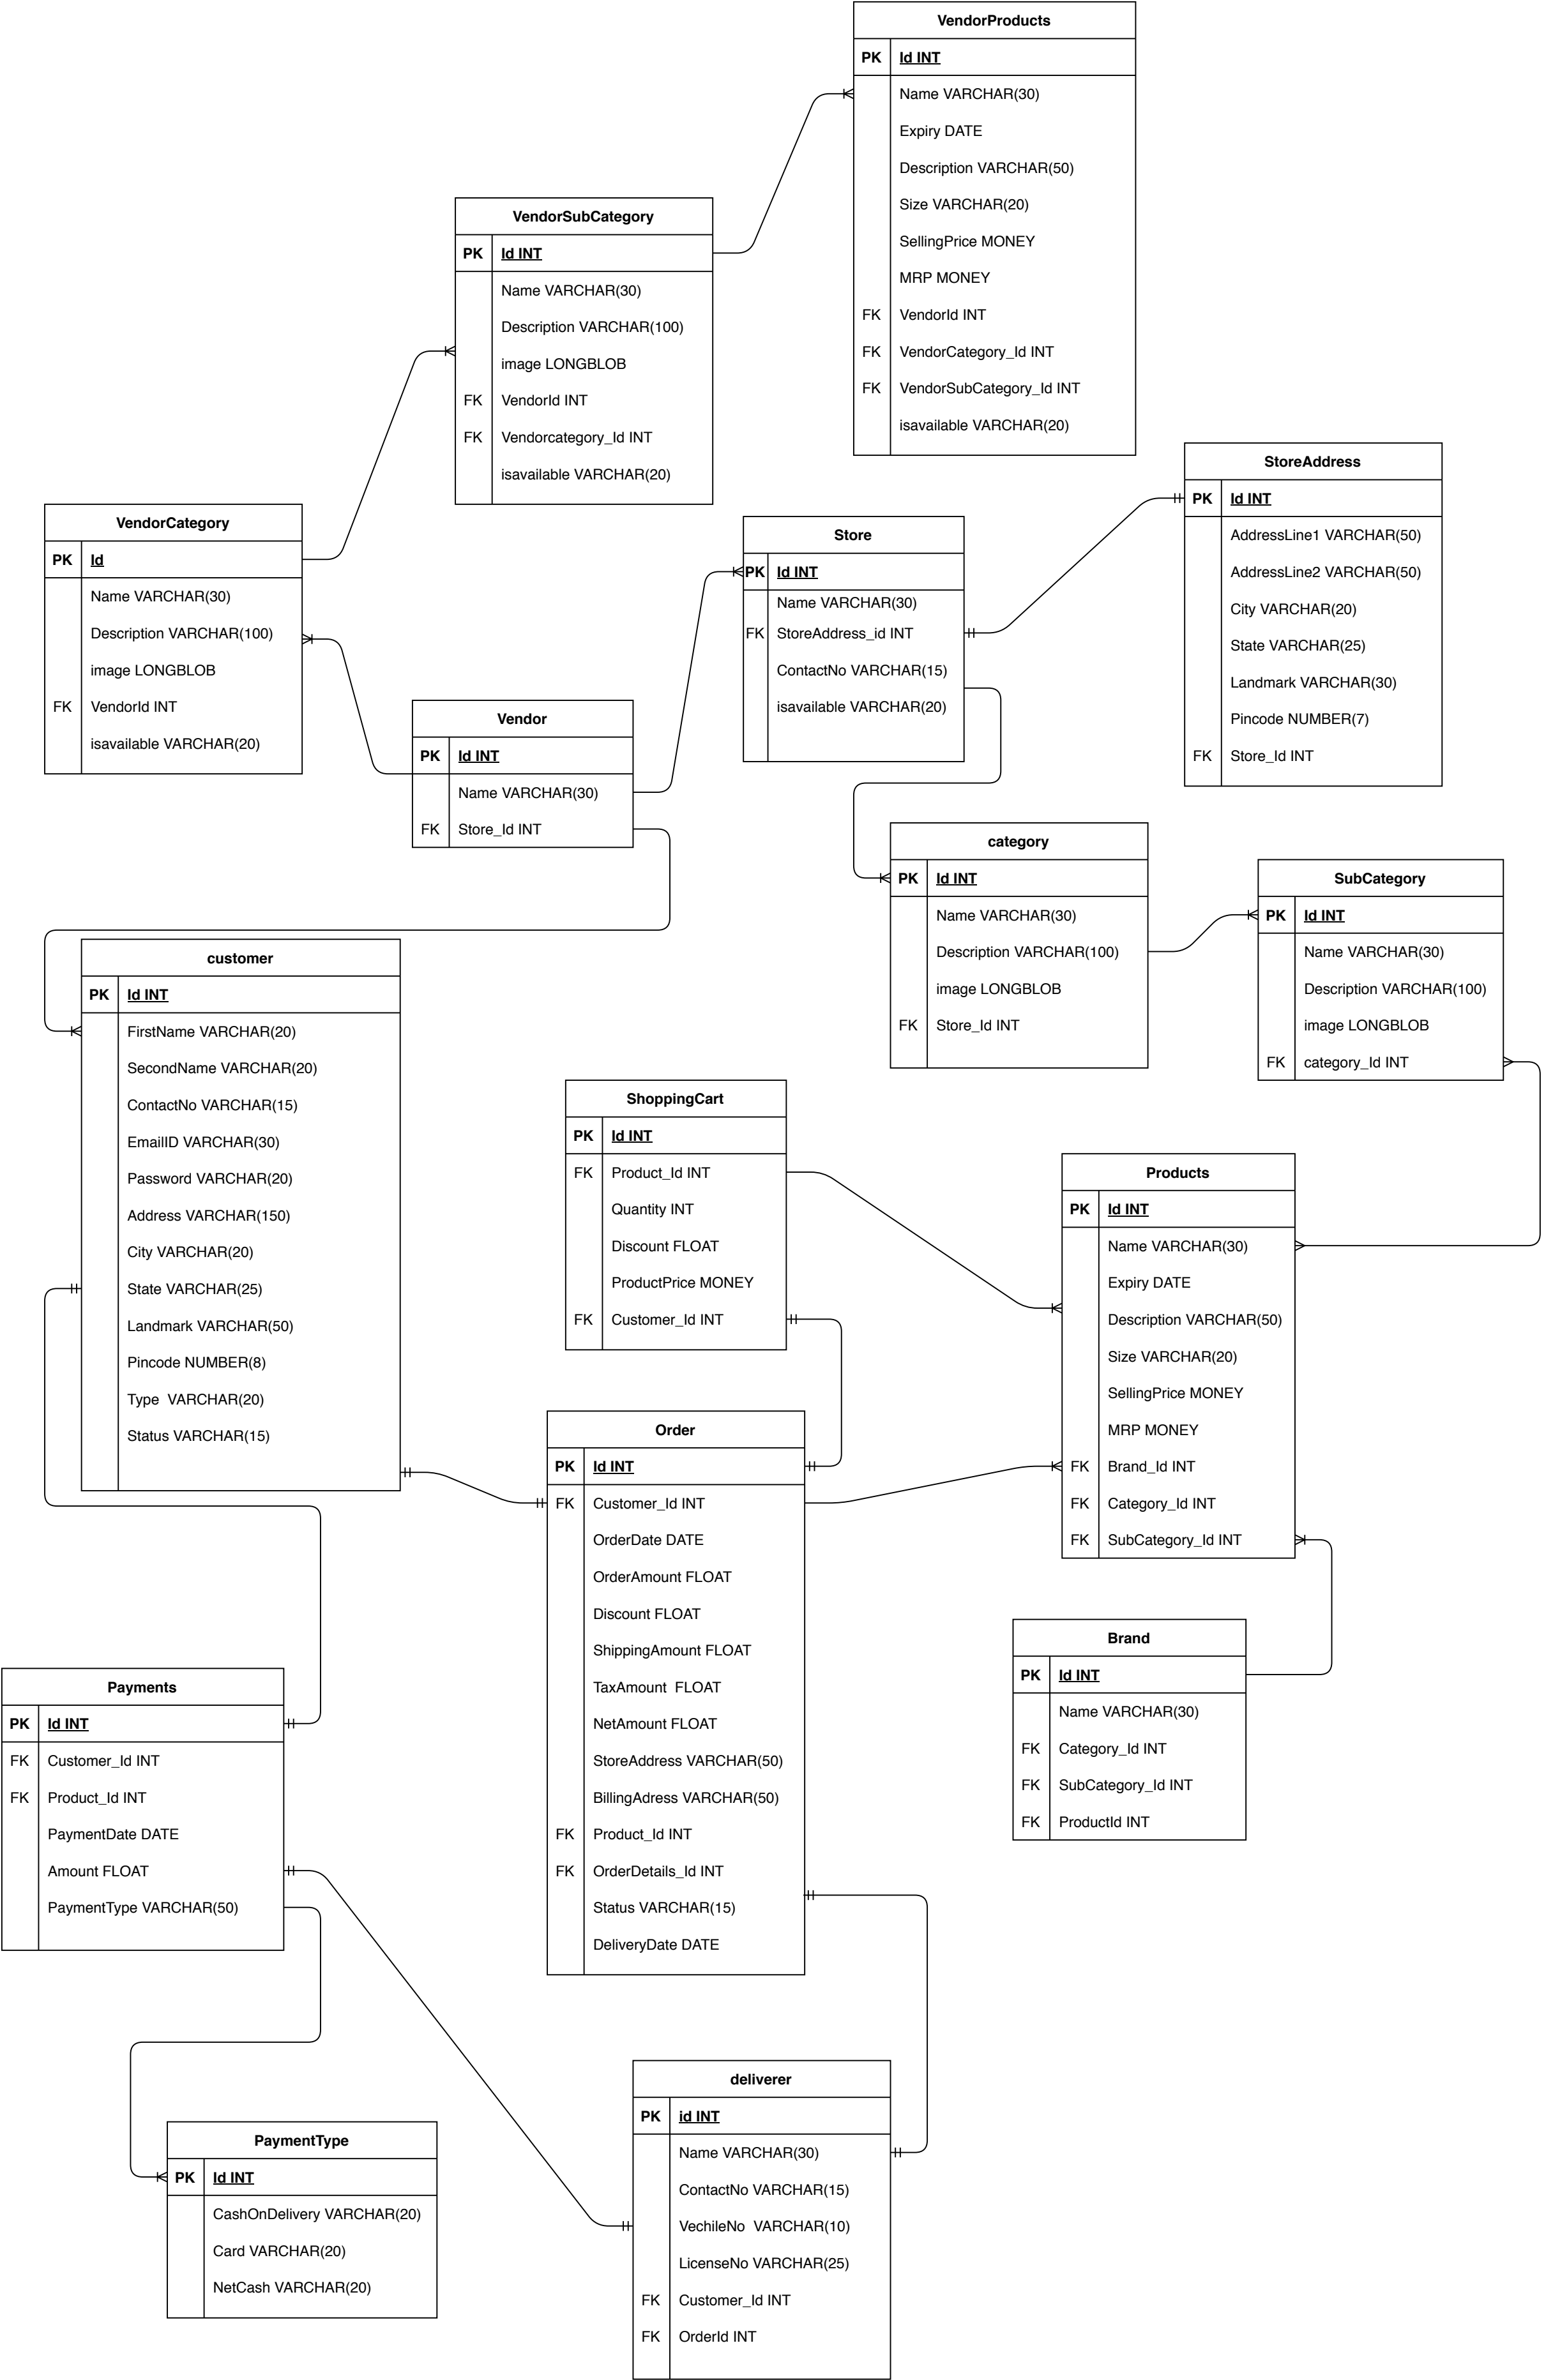 VendorProducts
PK Id INT
Name VARCHAR(30)
Expiry DATE
Description VARCHAR(50)
Size VARCHAR(20)
SellingPrice MONEY
MRP MONEY
FK VendorId INT
FK VendorCategory_Id INT
FK VendorSubCategory_Id INT
isavailable VARCHAR(20)
VendorSubCategory
PK Id INT
Name VARCHAR(30)
Description VARCHAR(100)
image LONGBLOB
FK VendorId INT
FK Vendorcategory_Id INT
isavailable VARCHAR(20)
StoreAddress
PK Id INT
AddressLine1 VARCHAR(50)
AddressLine2 VARCHAR(50)
City VARCHAR(20)
State VARCHAR(25)
Landmark VARCHAR(30)
Pincode NUMBER(7)
FK Store_Id INT
VendorCategory
PK Id
Name VARCHAR(30)
Description VARCHAR(100)
image LONGBLOB
FK VendorId INT
isavailable VARCHAR(20)
Store
PK Id INT
Name VARCHAR(30)
FK StoreAddress_id INT
ContactNo VARCHAR(15)
isavailable VARCHAR(20)
Vendor
PK Id INT
Name VARCHAR(30)
FK Store_Id INT
category
PK Id INT
Name VARCHAR(30)
Description VARCHAR(100)
image LONGBLOB
FK Store_Id INT
SubCategory
PK Id INT
Name VARCHAR(30)
Description VARCHAR(100)
image LONGBLOB
FK category_Id INT
customer
PK Id INT
FirstName VARCHAR(20)
SecondName VARCHAR(20)
ContactNo VARCHAR(15)
EmailID VARCHAR(30)
Password VARCHAR(20)
Address VARCHAR(150)
City VARCHAR(20)
State VARCHAR(25)
Landmark VARCHAR(50)
Pincode NUMBER(8)
Type VARCHAR(20)
Status VARCHAR(15)
ShoppingCart
PK Id INT
FK Product_Id INT
Quantity INT
Discount FLOAT
ProductPrice MONEY
FK Customer_Id INT
Products
PK Id INT
Name VARCHAR(30)
Expiry DATE
Description VARCHAR(50)
Size VARCHAR(20)
SellingPrice MONEY
MRP MONEY
FK Brand_Id INT
FK Category_Id INT
FK SubCategory_Id INT
Order
PK Id INT
FK Customer_Id INT
OrderDate DATE
OrderAmount FLOAT
Discount FLOAT
ShippingAmount FLOAT
TaxAmount FLOAT
NetAmount FLOAT
StoreAddress VARCHAR(50)
BillingAdress VARCHAR(50)
FK Product_Id INT
FK OrderDetails_Id INT
Status VARCHAR(15)
DeliveryDate DATE
Brand
PK Id INT
Name VARCHAR(30)
FK Category_Id INT
FK SubCategory_Id INT
FK ProductId INT
Payments
PK Id INT
FK Customer_Id INT
FK Product_Id INT
PaymentDate DATE
Amount FLOAT
PaymentType VARCHAR(50)
deliverer
PK id INT
Name VARCHAR(30)
ContactNo VARCHAR(15)
VechileNo VARCHAR(10)
LicenseNo VARCHAR(25)
FK Customer_Id INT
FK OrderId INT
PaymentType
PK Id INT
CashOnDelivery VARCHAR(20)
Card VARCHAR(20)
NetCash VARCHAR(20)